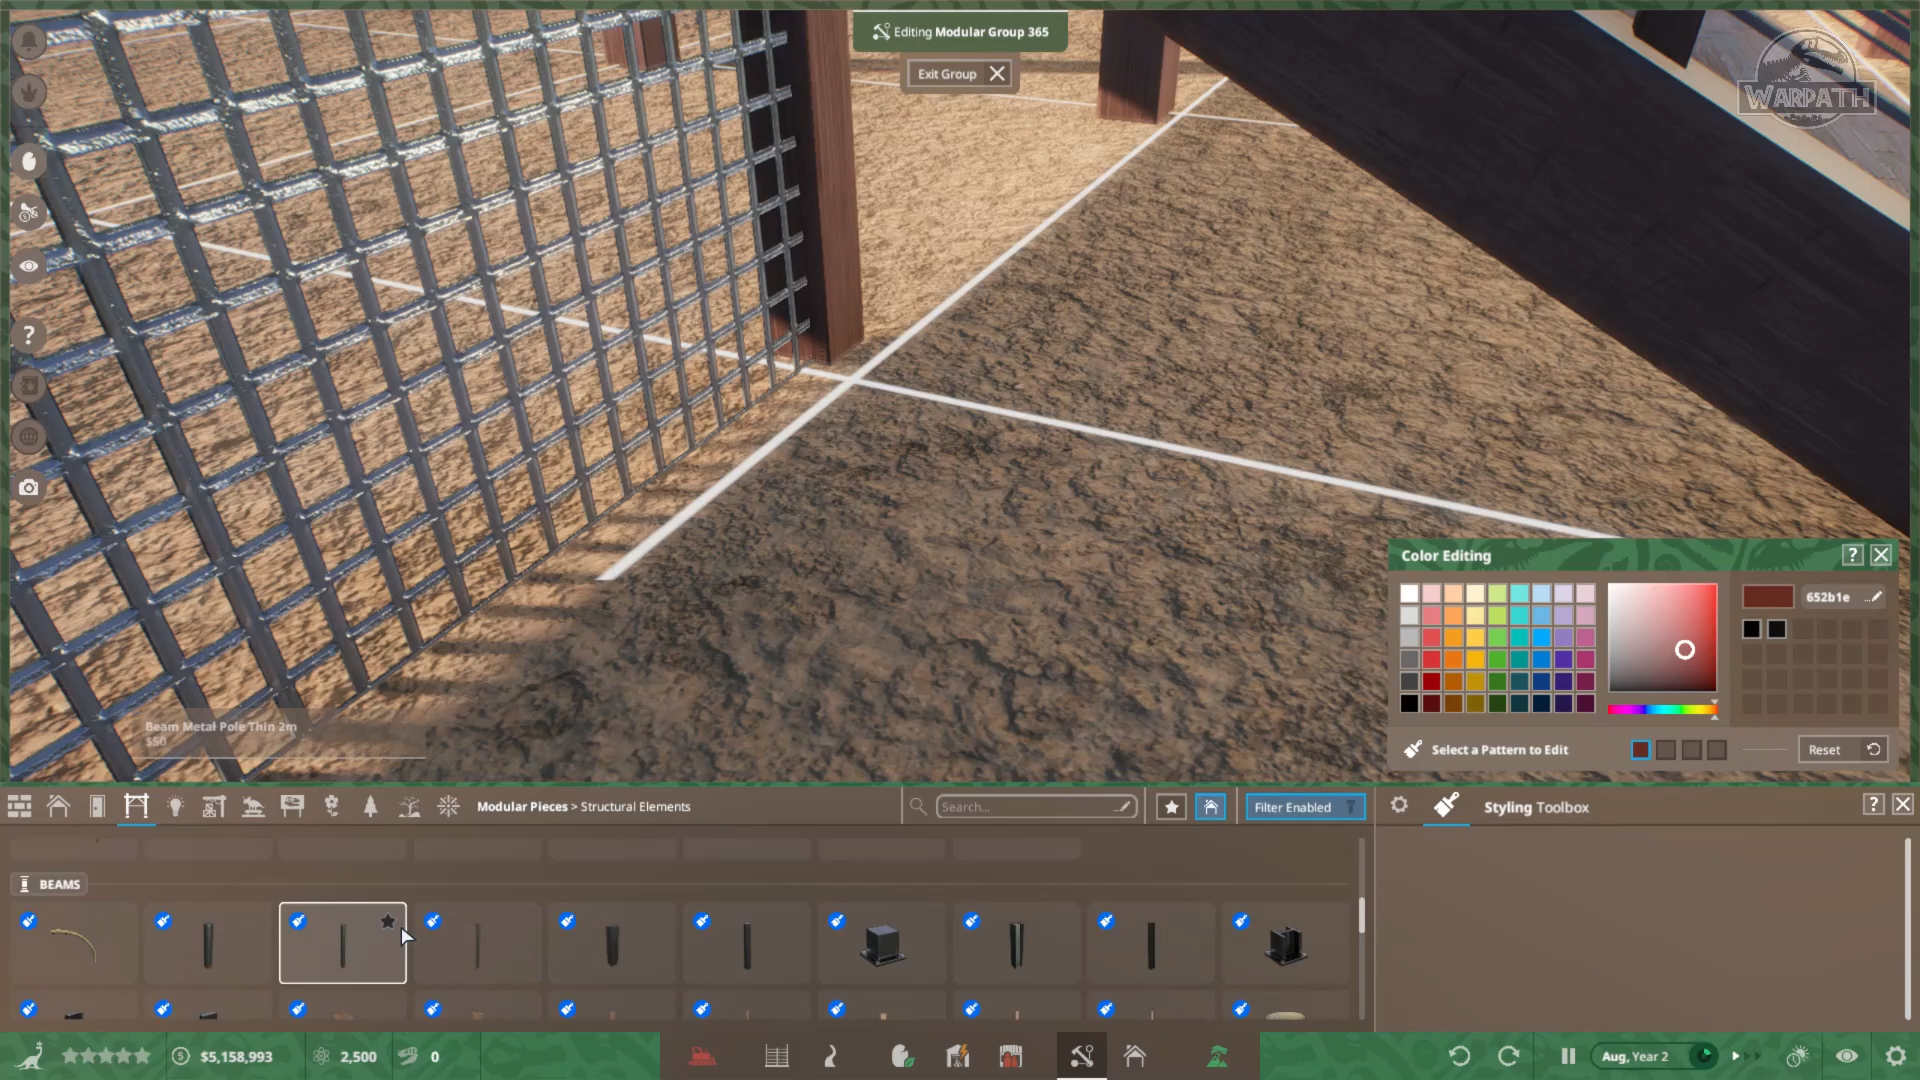 Editing Modular Group 365
Exit Group
WARPATH
?
Beam Metal Pole Thin 2m
$50
Color Editing
?
652b1e
Select a Pattern to Edit
Reset
Modular Pieces > Structural Elements
Search...
Filter Enabled
Styling Toolbox
?
BEAMS
$5,158,993
2,500
0
Aug, Year 2